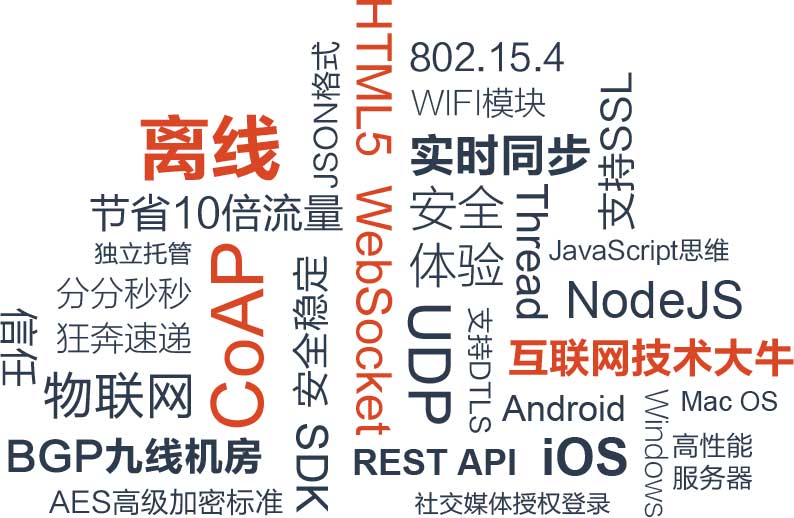 HTML5
802.15.4
JSON格式
WIFI模块
支持SSL
离线
实时同步
节省10倍流量
WebSocket
安全
Thread
独立托管
CoAP
安全稳定
体验
JavaScript思维
分分秒秒
NodeJS
信任
狂奔速递
UDP
支持DTLS
互联网技术大牛
物联网
Android
Windows
Mac OS
BGP九线机房
SDK
REST API
iOS
高性能
服务器
AES高级加密标准
社交媒体授权登录